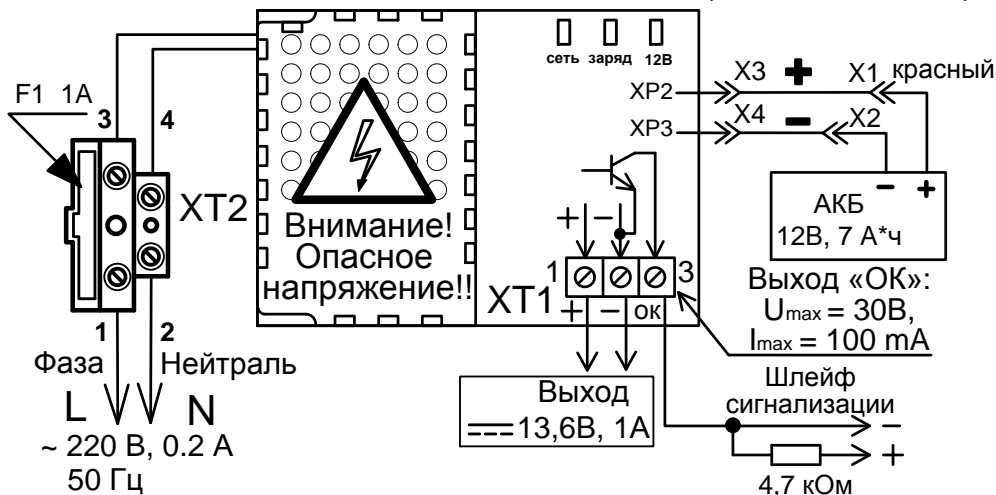 сеть заряд 12В
F1 1А
3 4
XP2 X3 + X1 красный
XP3 X4 - X2
XT2
Внимание!
Опасное
напряжение!!
+ -
1 3
XT1
+ - ОК
- +
АКБ
12В, 7 А*ч
Выход «ОК»:
Umax = 30В,
Imax = 100 mA
1 2
Фаза Нейтраль
L N
~ 220 В, 0.2 А
50 Гц
Выход
13,6В, 1А
Шлейф
сигнализации
-
+
4,7 кОм